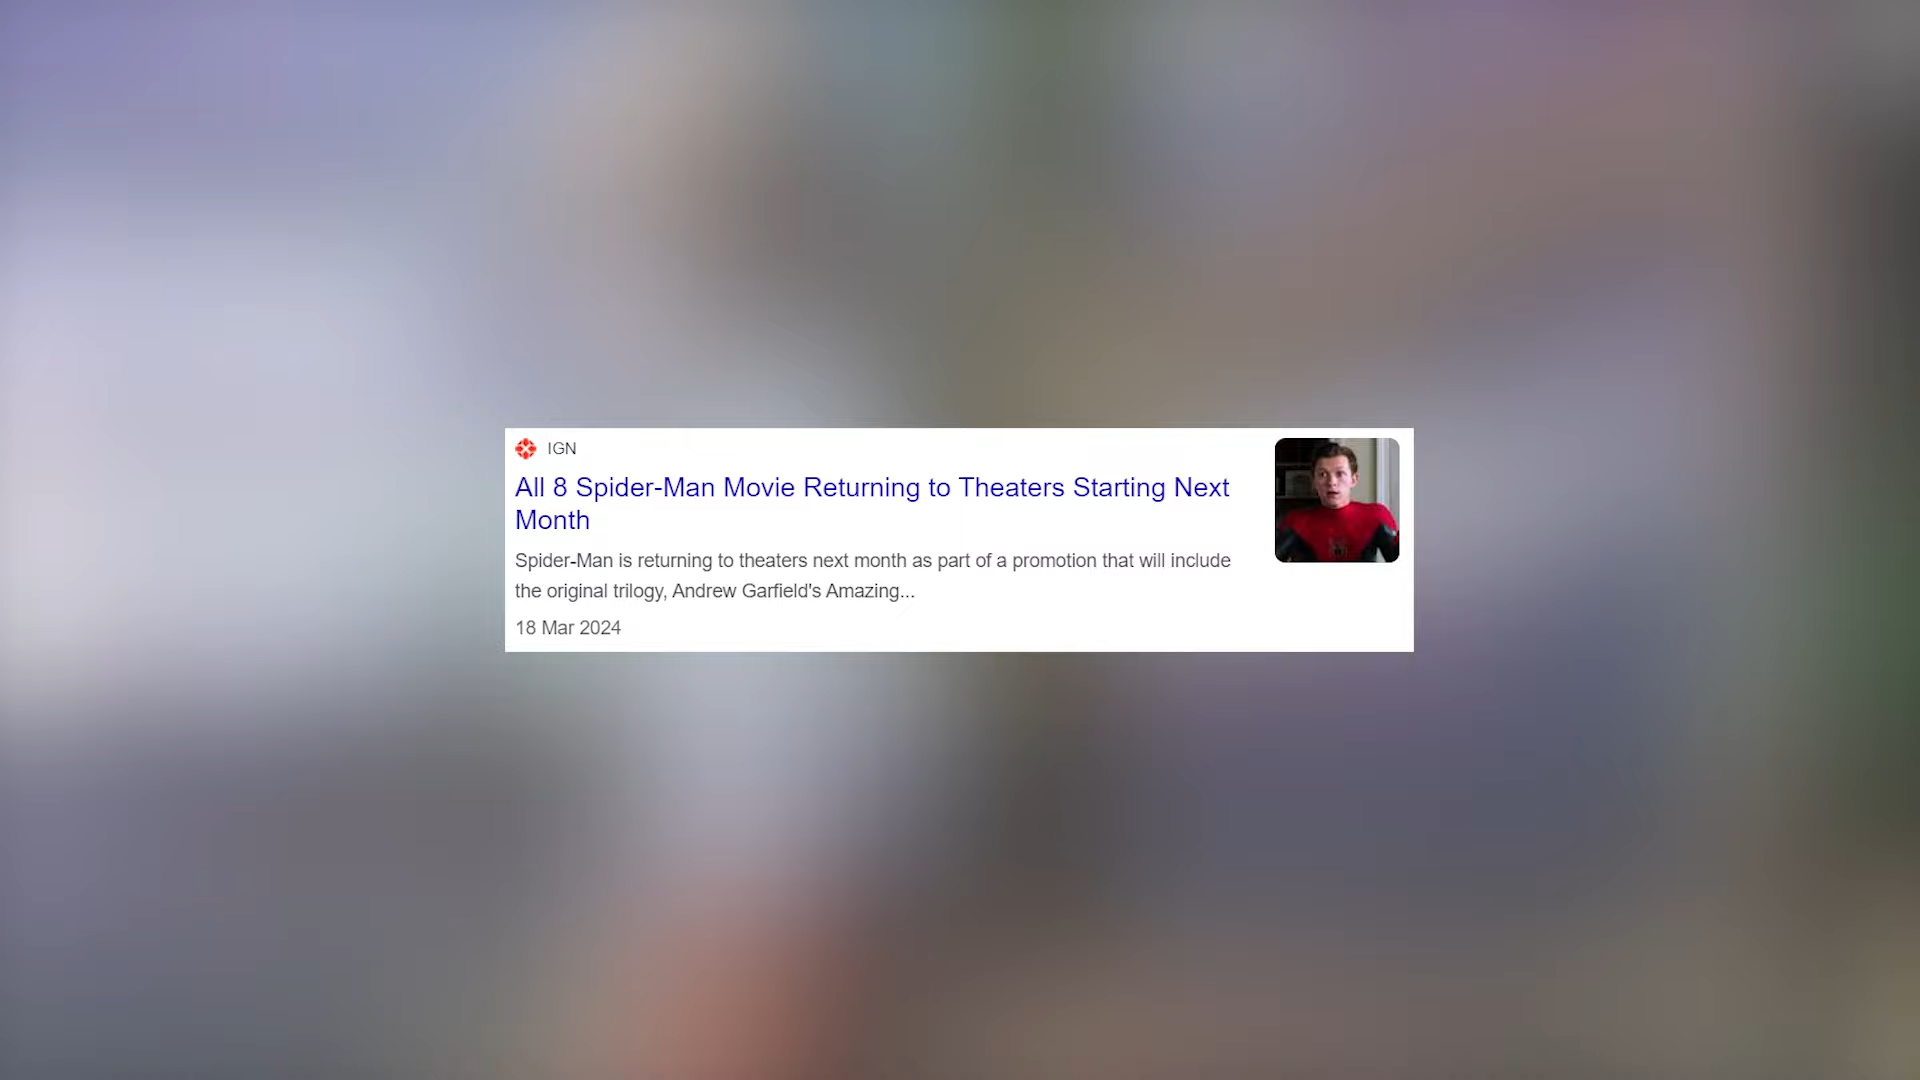 IGN
All 8 Spider-Man Movie Returning to Theaters Starting Next
Month
Spider-Man is returning to theaters next month as part of a promotion that will include
the original trilogy, Andrew Garfield's Amazing...
18 Mar 2024